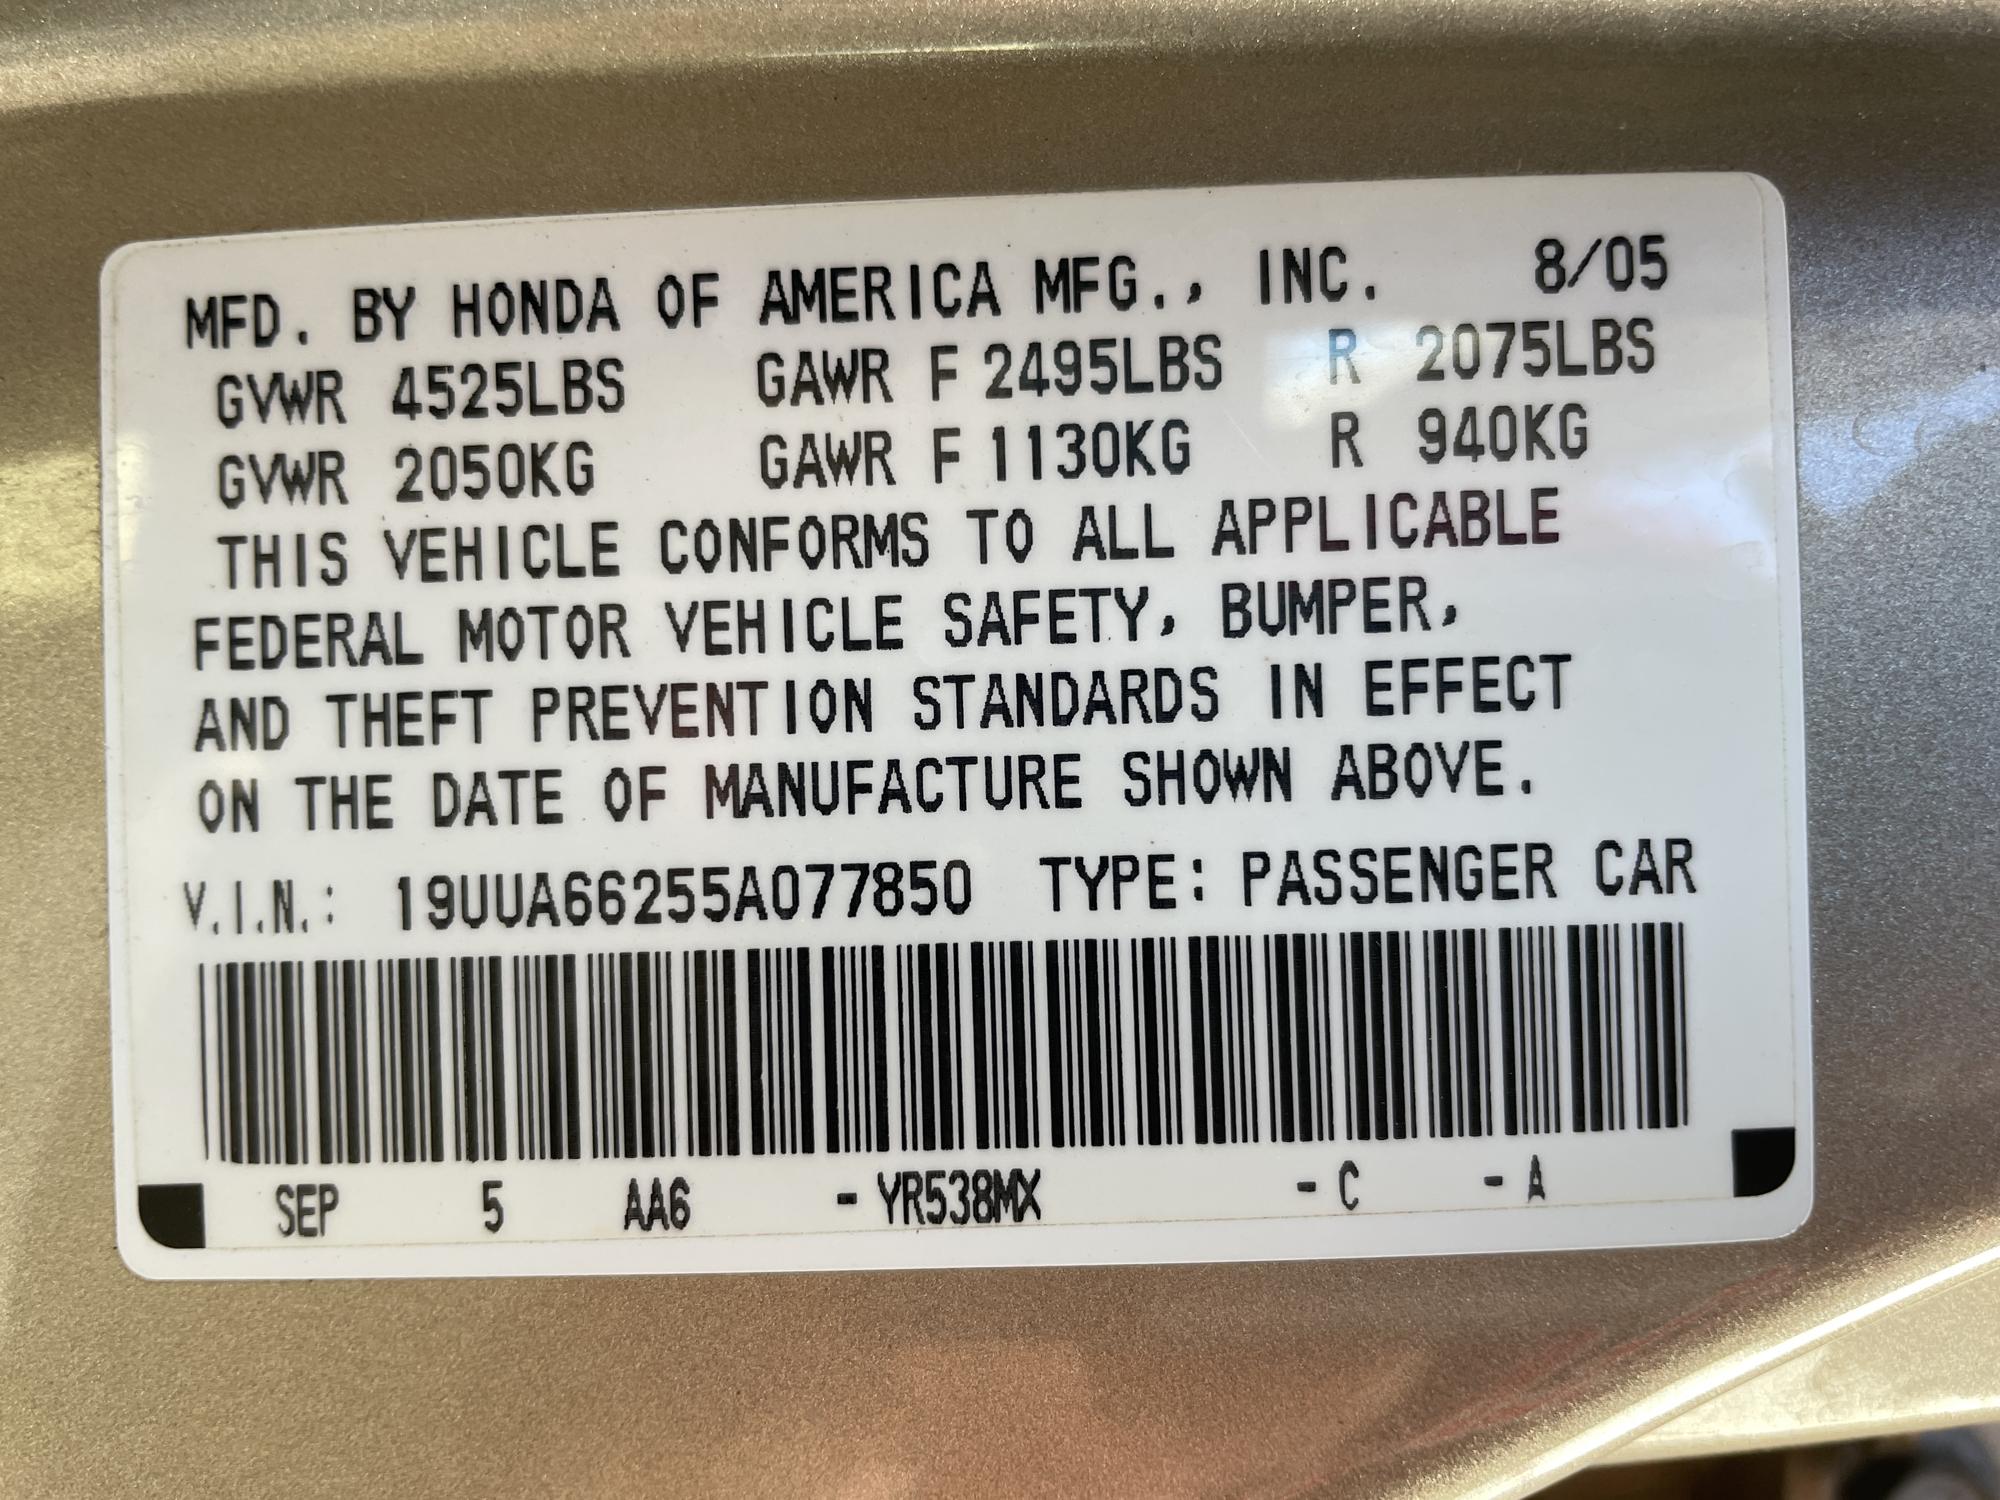 MFD. BY HONDA OF AMERICA MFG., INC. 8/05
GVWR 4525LBS GAWR F 2495LBS R 2075LBS
GVWR 2050KG GAWR F 1130KG R 940KG
THIS VEHICLE CONFORMS TO ALL APPLICABLE
FEDERAL MOTOR VEHICLE SAFETY, BUMPER,
AND THEFT PREVENTION STANDARDS IN EFFECT
ON THE DATE OF MANUFACTURE SHOWN ABOVE.
V.I.N.: 19UUA66255A077850 TYPE: PASSENGER CAR
SEP 5 AA6 - YR538MX - C - A